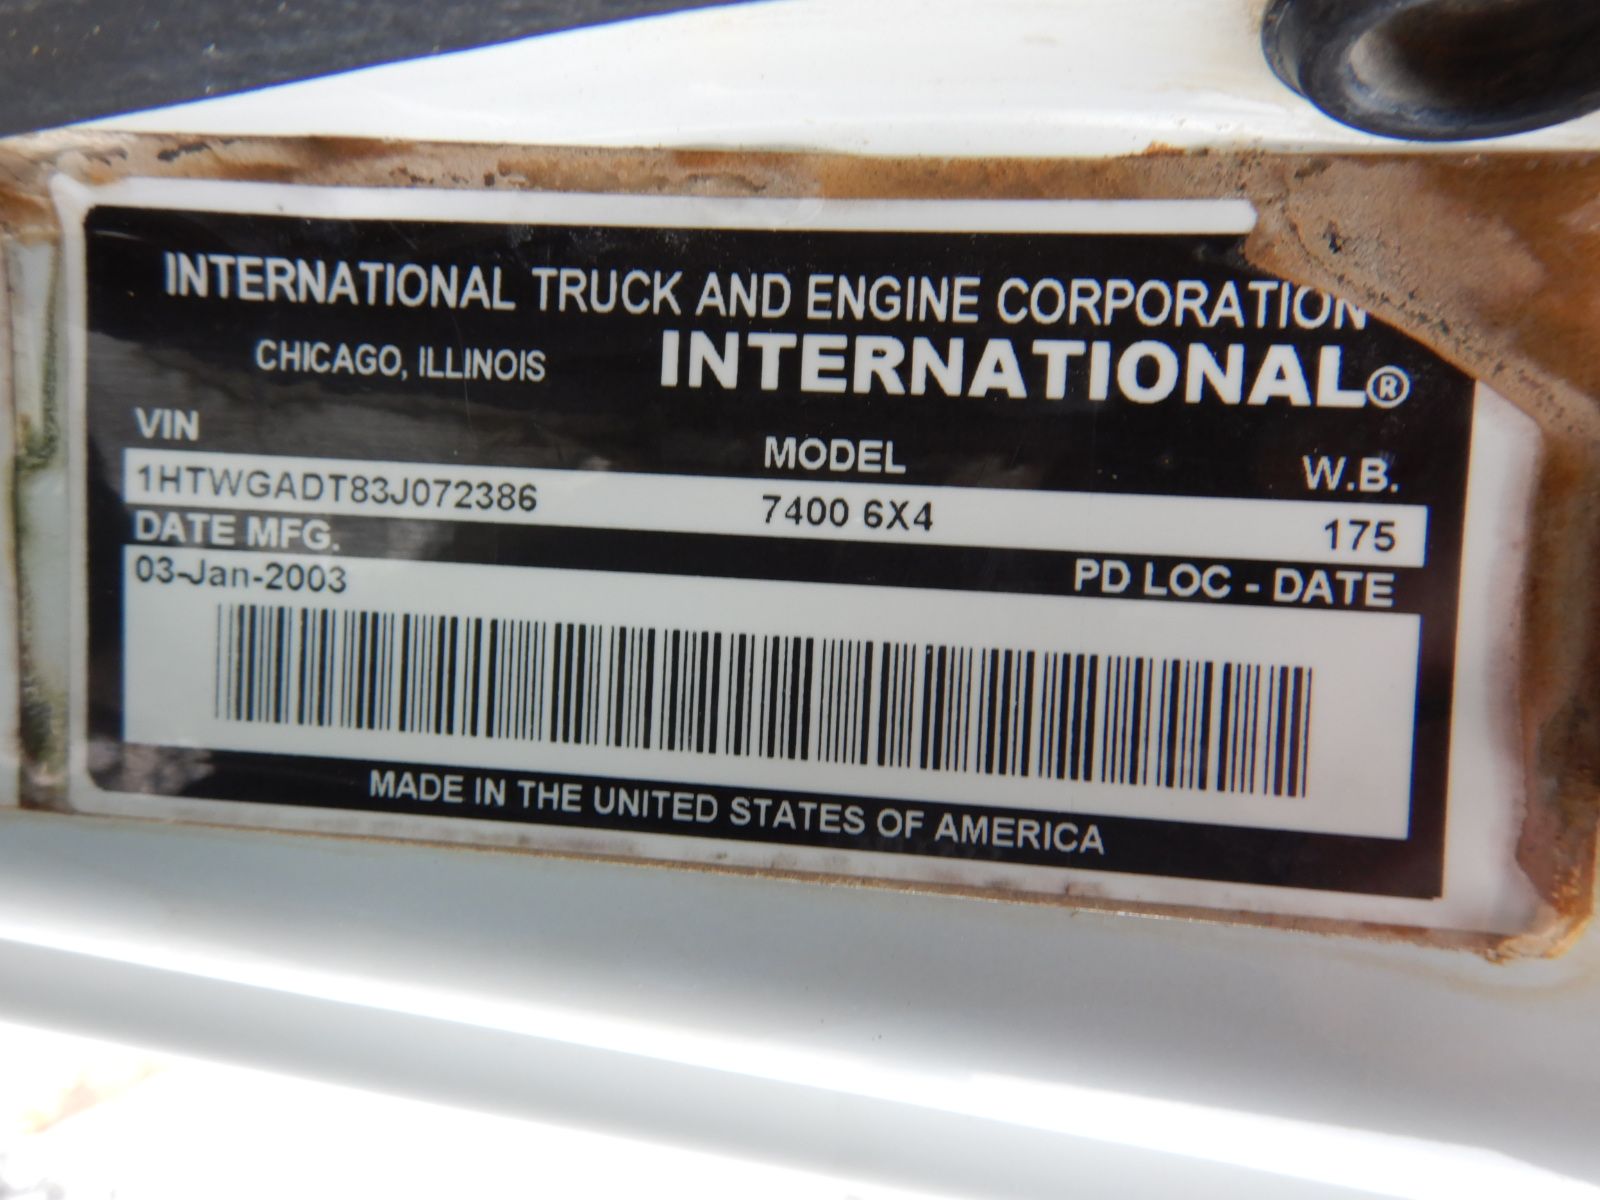 INTERNATIONAL TRUCK AND ENGINE CORPORATION
CHICAGO, ILLINOIS INTERNATIONAL®
VIN MODEL W.B.
1HTWGADT83J072386 7400 6X4 175
DATE MFG. PD LOC - DATE
03-Jan-2003
MADE IN THE UNITED STATES OF AMERICA